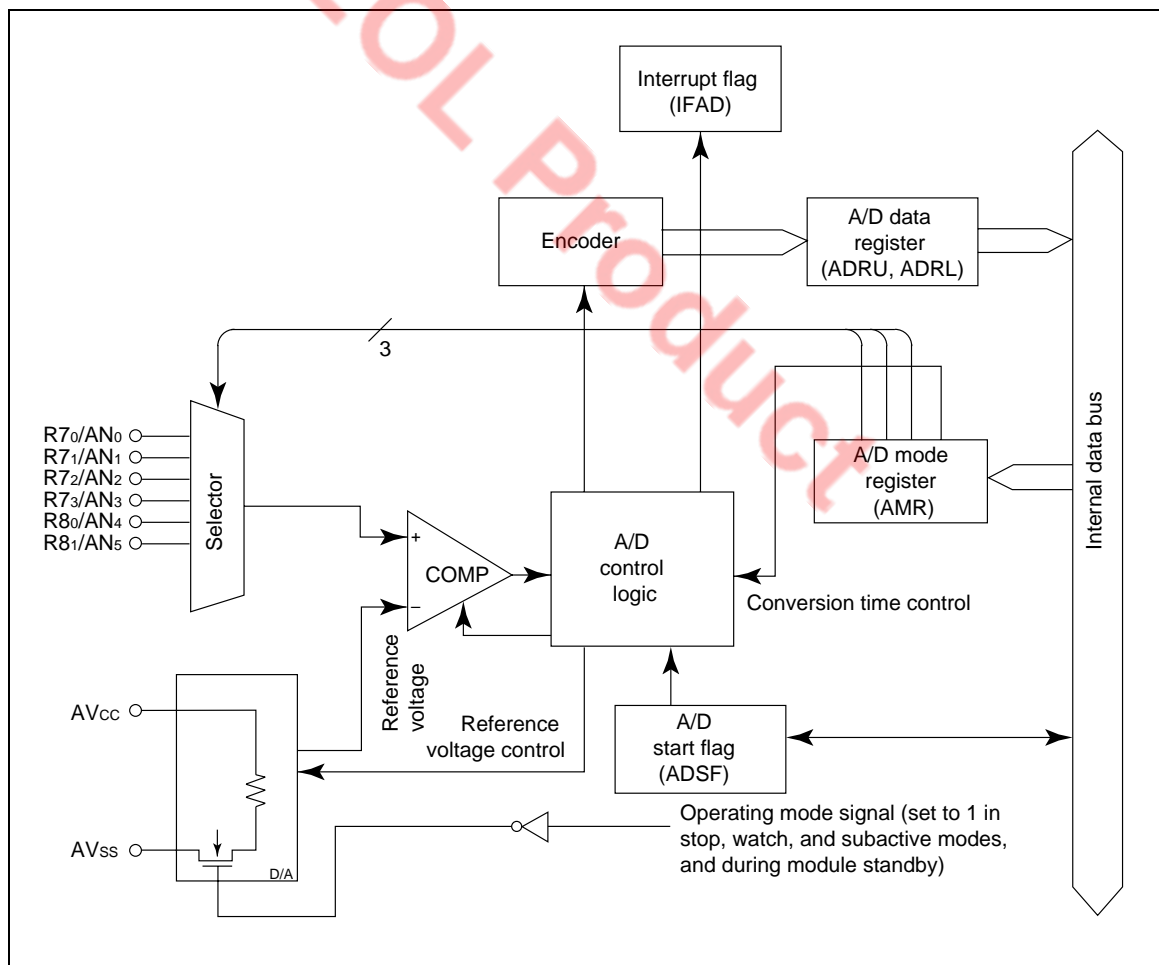 EOL Product
Interrupt flag
(IFAD)
Encoder
A/D data
register
(ADRU, ADRL)
3
R70/AN0
R71/AN1
R72/AN2
R73/AN3
R80/AN4
R81/AN5
Selector
A/D mode
register
(AMR)
Internal data bus
+
COMP
−
A/D
control
logic
Conversion time control
Reference
voltage
AVCC
Reference
voltage control
A/D
start flag
(ADSF)
AVSS
D/A
Operating mode signal (set to 1 in
stop, watch, and subactive modes,
and during module standby)